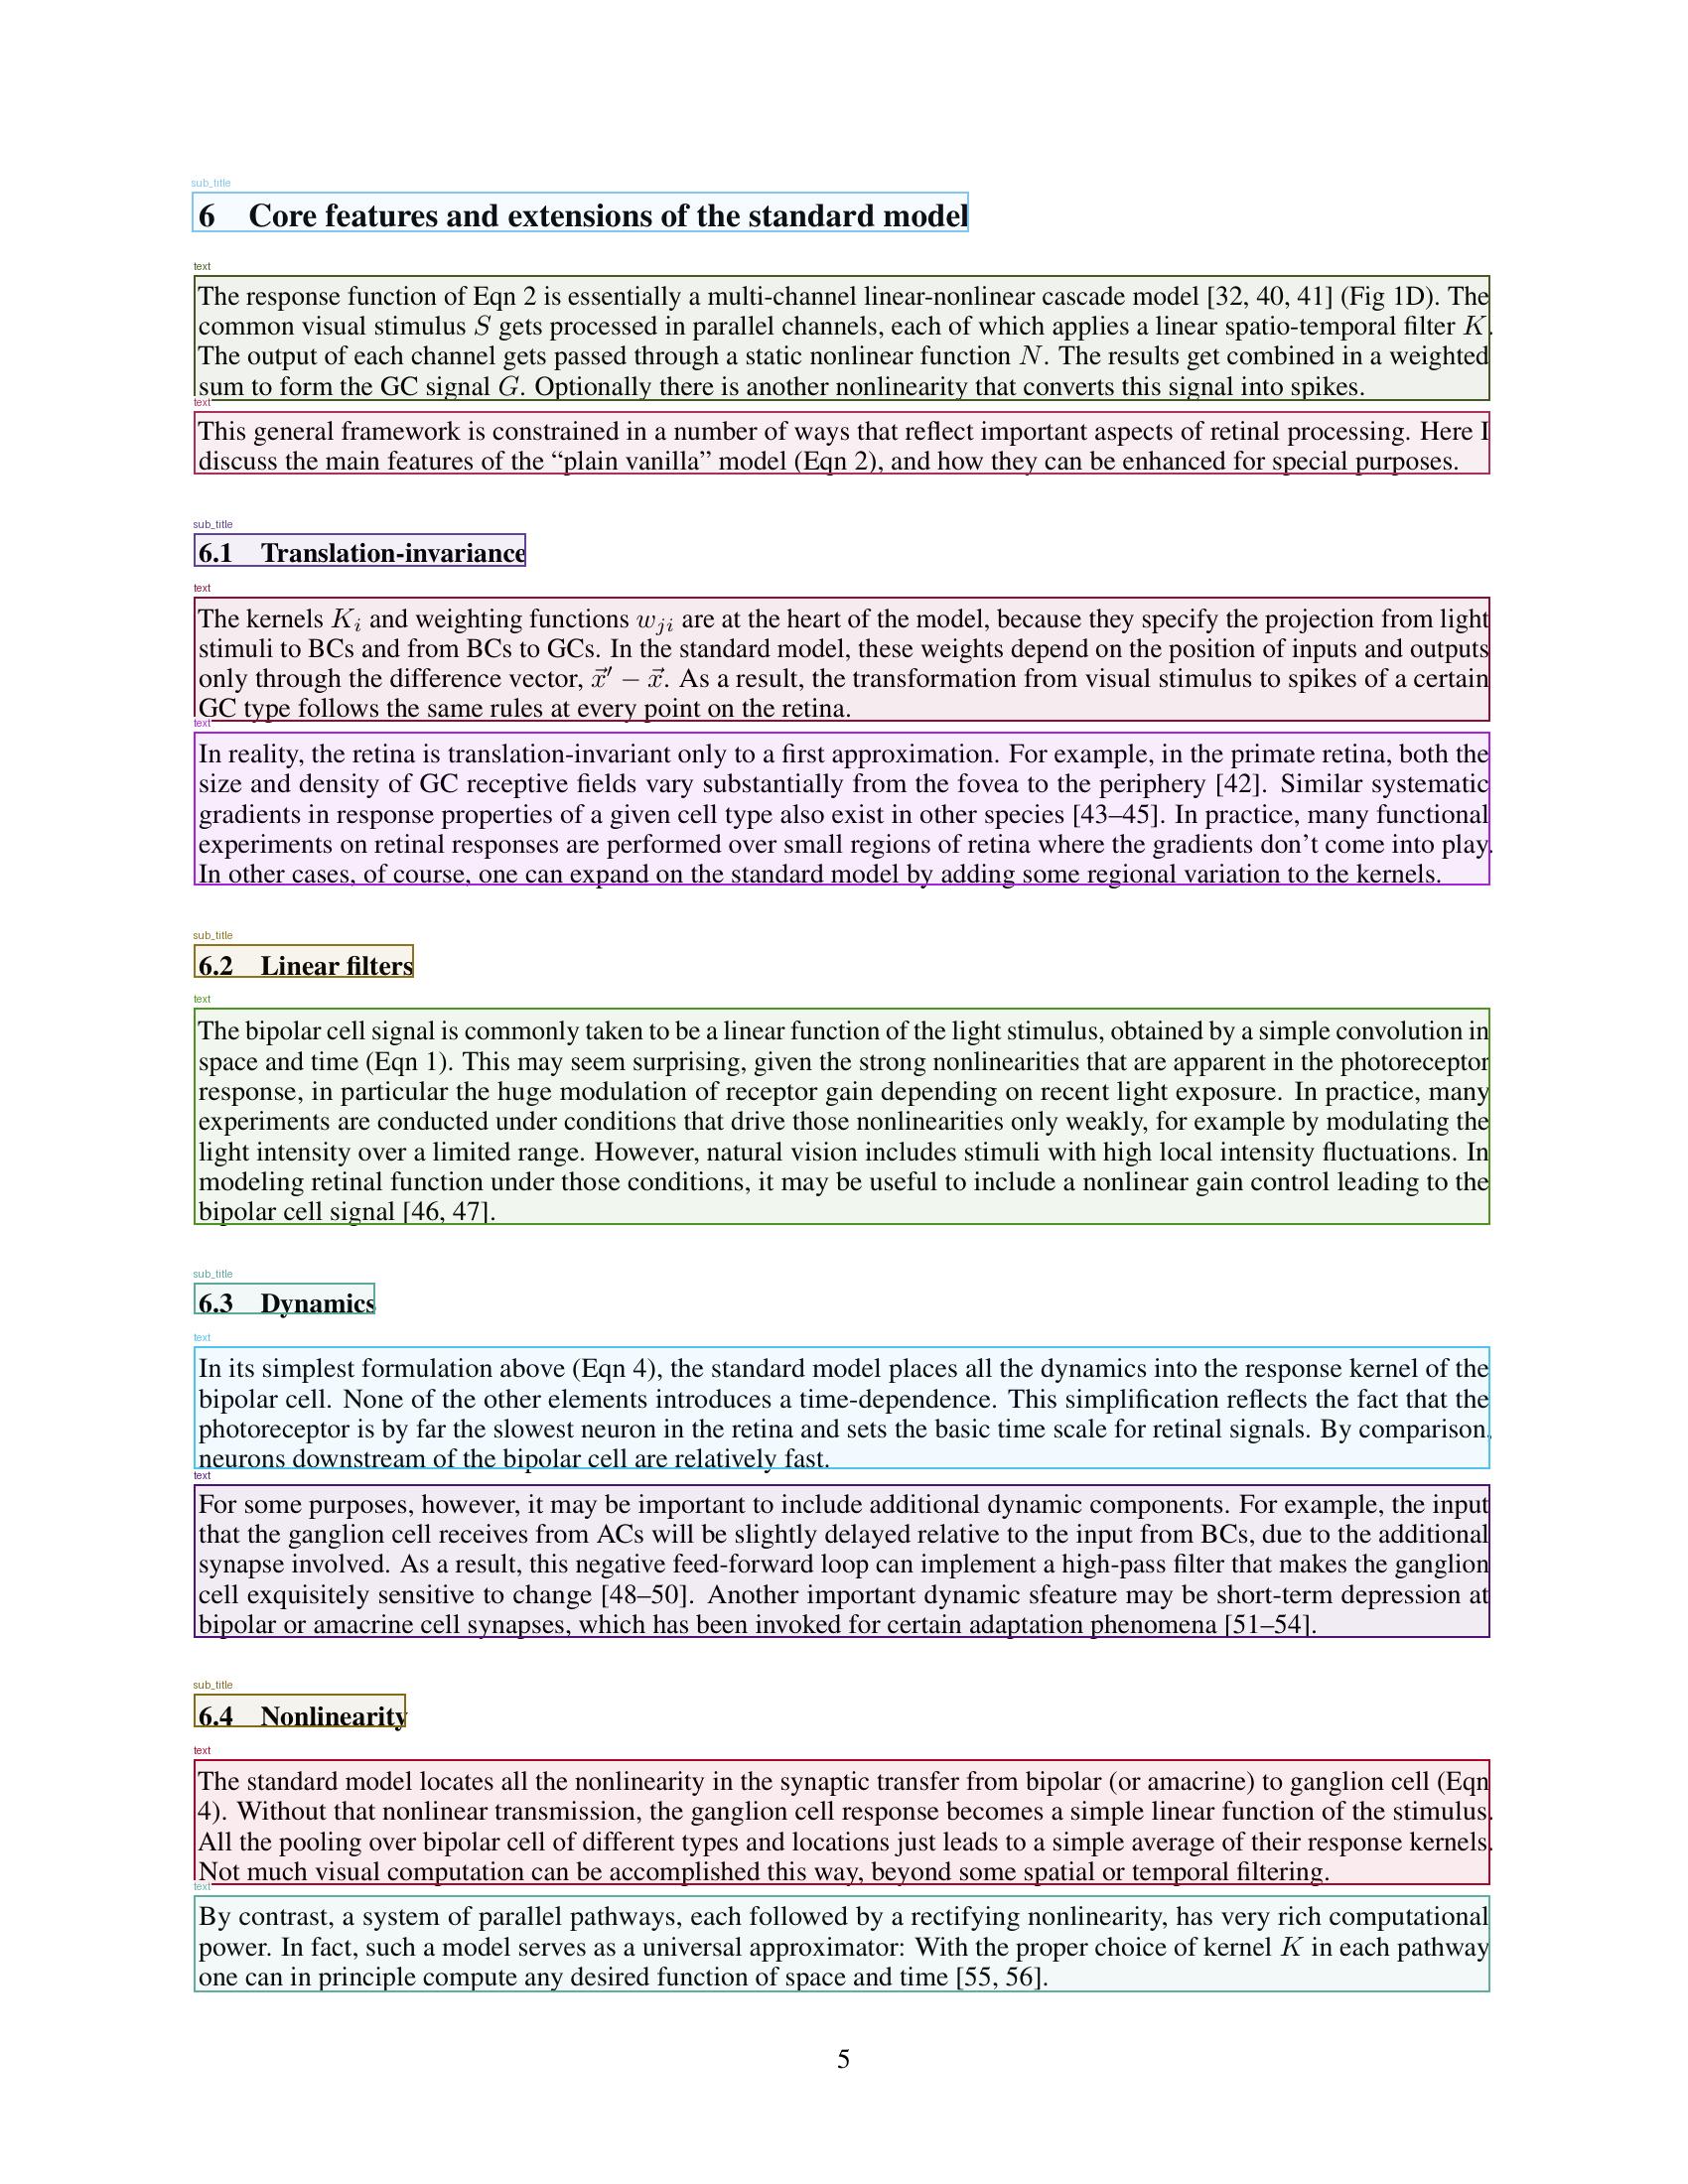 sub_title
6 Core features and extensions of the standard model
text
The response function of Eqn 2 is essentially a multi-channel linear-nonlinear cascade model [32, 40, 41] (Fig 1D). The
common visual stimulus S gets processed in parallel channels, each of which applies a linear spatio-temporal filter K.
The output of each channel gets passed through a static nonlinear function N. The results get combined in a weighted
sum to form the GC signal G. Optionally there is another nonlinearity that converts this signal into spikes.
text
This general framework is constrained in a number of ways that reflect important aspects of retinal processing. Here I
discuss the main features of the “plain vanilla” model (Eqn 2), and how they can be enhanced for special purposes.
sub_title
6.1 Translation-invariance
text
The kernels K_i and weighting functions w_{ji} are at the heart of the model, because they specify the projection from light
stimuli to BCs and from BCs to GCs. In the standard model, these weights depend on the position of inputs and outputs
only through the difference vector, x⃗′ − x⃗. As a result, the transformation from visual stimulus to spikes of a certain
GC type follows the same rules at every point on the retina.
text
In reality, the retina is translation-invariant only to a first approximation. For example, in the primate retina, both the
size and density of GC receptive fields vary substantially from the fovea to the periphery [42]. Similar systematic
gradients in response properties of a given cell type also exist in other species [43–45]. In practice, many functional
experiments on retinal responses are performed over small regions of retina where the gradients don’t come into play.
In other cases, of course, one can expand on the standard model by adding some regional variation to the kernels.
sub_title
6.2 Linear filters
text
The bipolar cell signal is commonly taken to be a linear function of the light stimulus, obtained by a simple convolution in
space and time (Eqn 1). This may seem surprising, given the strong nonlinearities that are apparent in the photoreceptor
response, in particular the huge modulation of receptor gain depending on recent light exposure. In practice, many
experiments are conducted under conditions that drive those nonlinearities only weakly, for example by modulating the
light intensity over a limited range. However, natural vision includes stimuli with high local intensity fluctuations. In
modeling retinal function under those conditions, it may be useful to include a nonlinear gain control leading to the
bipolar cell signal [46, 47].
sub_title
6.3 Dynamics
text
In its simplest formulation above (Eqn 4), the standard model places all the dynamics into the response kernel of the
bipolar cell. None of the other elements introduces a time-dependence. This simplification reflects the fact that the
photoreceptor is by far the slowest neuron in the retina and sets the basic time scale for retinal signals. By comparison,
neurons downstream of the bipolar cell are relatively fast.
text
For some purposes, however, it may be important to include additional dynamic components. For example, the input
that the ganglion cell receives from ACs will be slightly delayed relative to the input from BCs, due to the additional
synapse involved. As a result, this negative feed-forward loop can implement a high-pass filter that makes the ganglion
cell exquisitely sensitive to change [48–50]. Another important dynamic sfeature may be short-term depression at
bipolar or amacrine cell synapses, which has been invoked for certain adaptation phenomena [51–54].
sub_title
6.4 Nonlinearity
text
The standard model locates all the nonlinearity in the synaptic transfer from bipolar (or amacrine) to ganglion cell (Eqn
4). Without that nonlinear transmission, the ganglion cell response becomes a simple linear function of the stimulus.
All the pooling over bipolar cell of different types and locations just leads to a simple average of their response kernels.
Not much visual computation can be accomplished this way, beyond some spatial or temporal filtering.
text
By contrast, a system of parallel pathways, each followed by a rectifying nonlinearity, has very rich computational
power. In fact, such a model serves as a universal approximator: With the proper choice of kernel K in each pathway
one can in principle compute any desired function of space and time [55, 56].
5